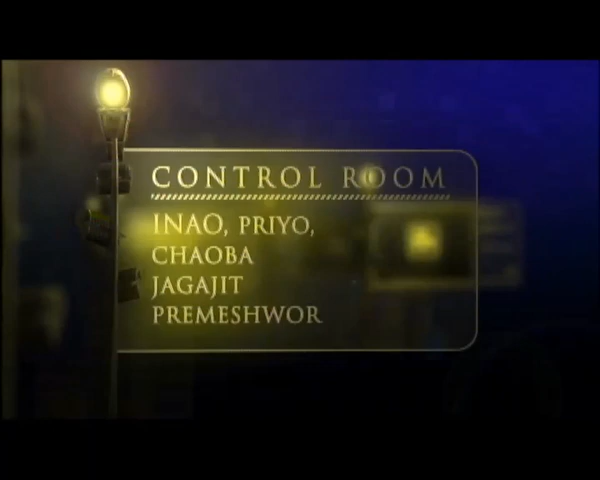 CONTROL ROOM
INAO, PRIYO,
CHAOBA
JAGAJIT
PREMESHWOR